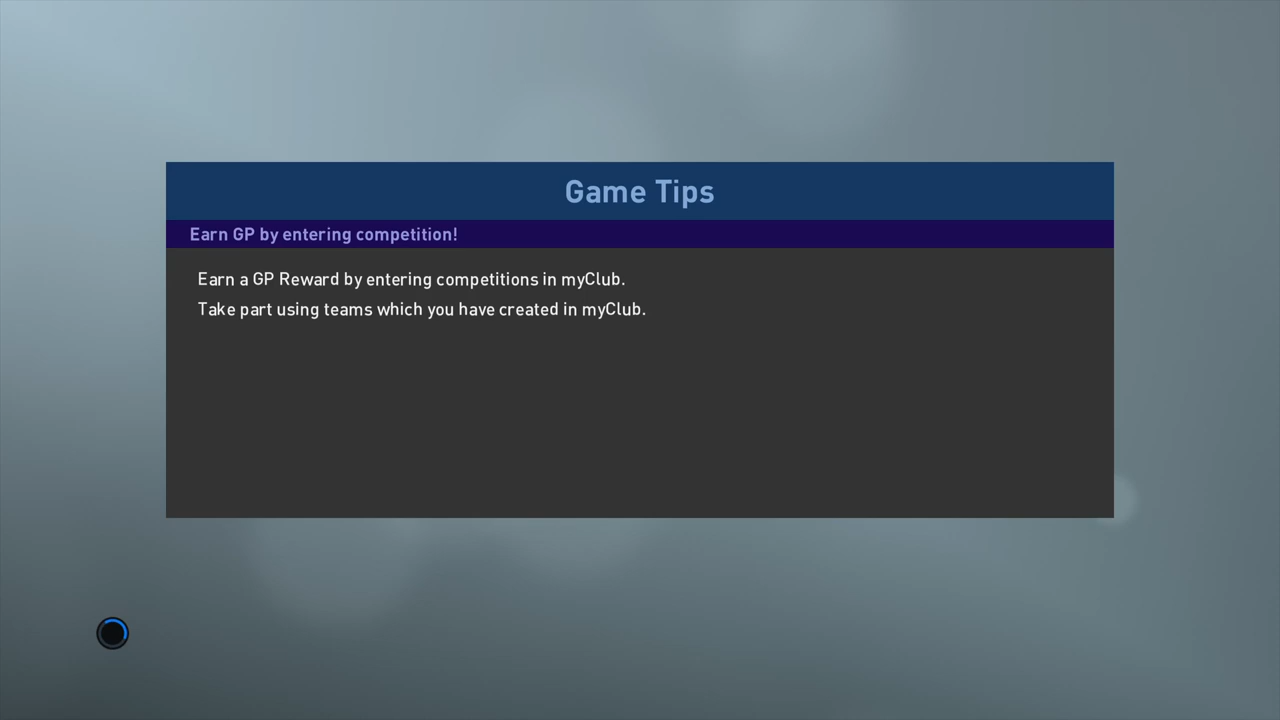 Game Tips
Earn GP by entering competition!
Earn a GP Reward by entering competitions in myClub.
Take part using teams which you have created in myClub.